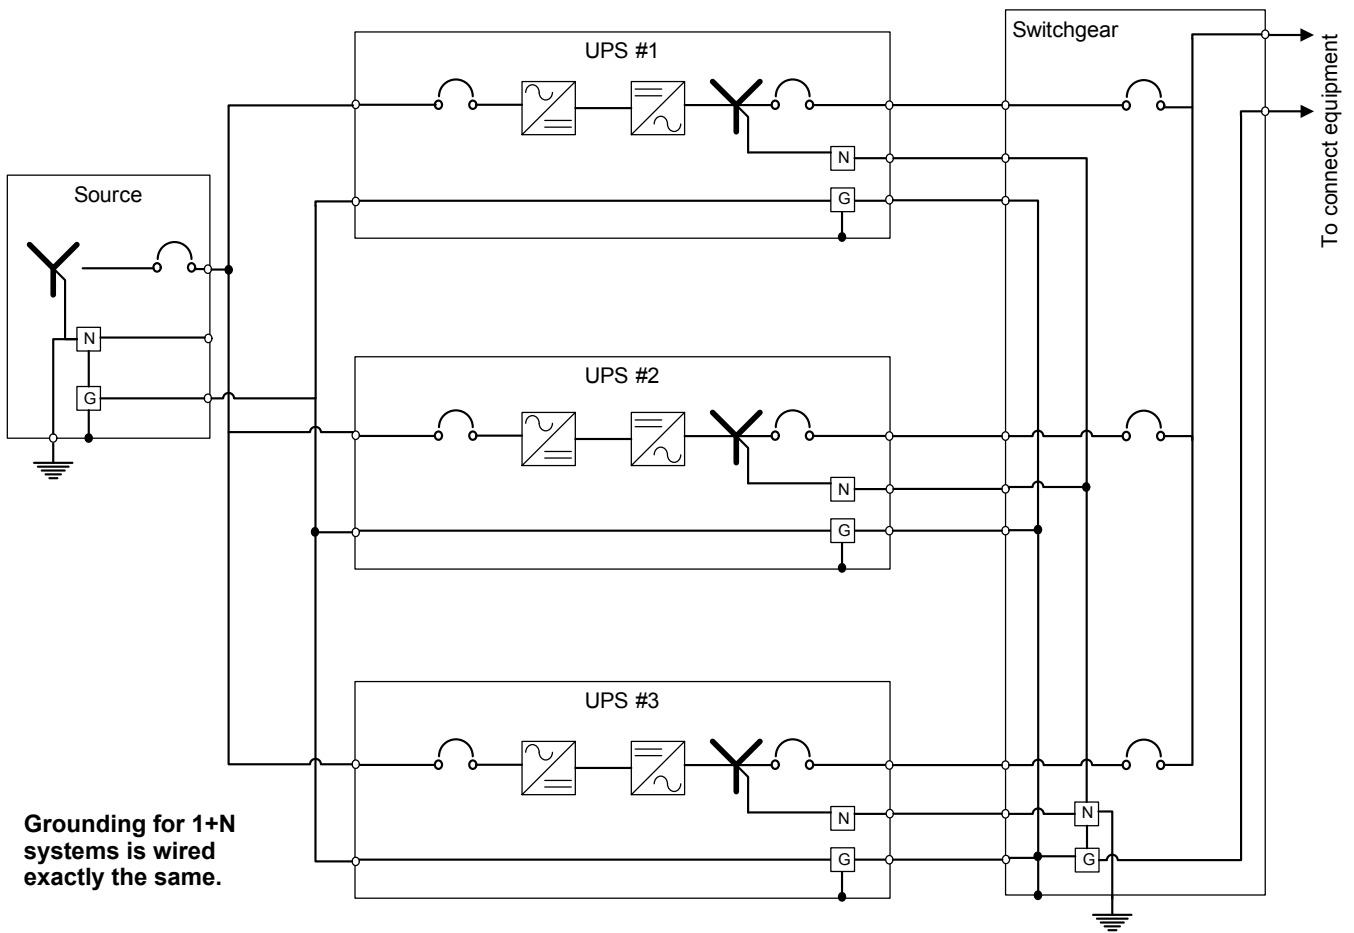 UPS #1
Switchgear
To connect equipment
N
G
Source
N
G
UPS #2
N
G
UPS #3
N
G
N
G
Grounding for 1+N
systems is wired
exactly the same.